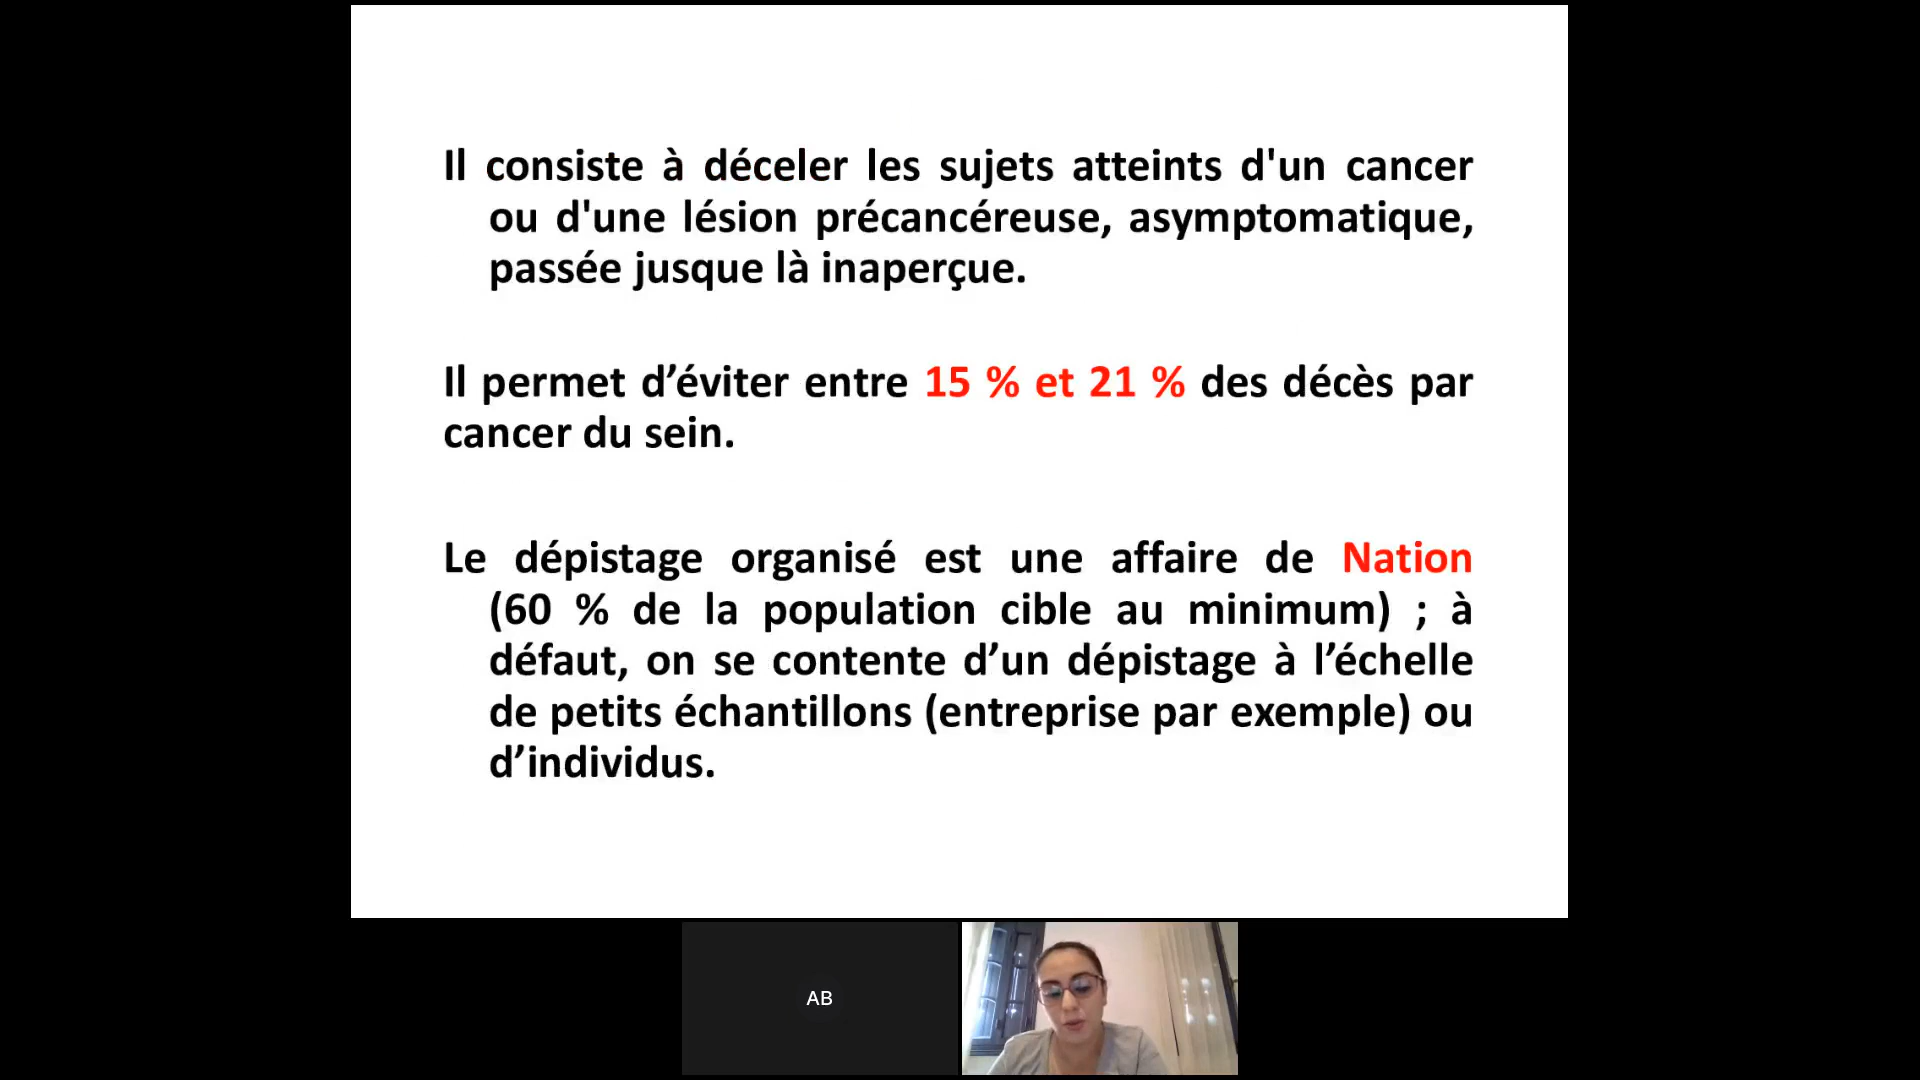 Il consiste à déceler les sujets atteints d'un cancer
ou d'une lésion précancéreuse, asymptomatique,
passée jusque là inaperçue.
Il permet d’éviter entre 15 % et 21 % des décès par
cancer du sein.
Le dépistage organisé est une affaire de Nation
(60 % de la population cible au minimum) ; à
défaut, on se contente d’un dépistage à l’échelle
de petits échantillons (entreprise par exemple) ou
d’individus.
AB